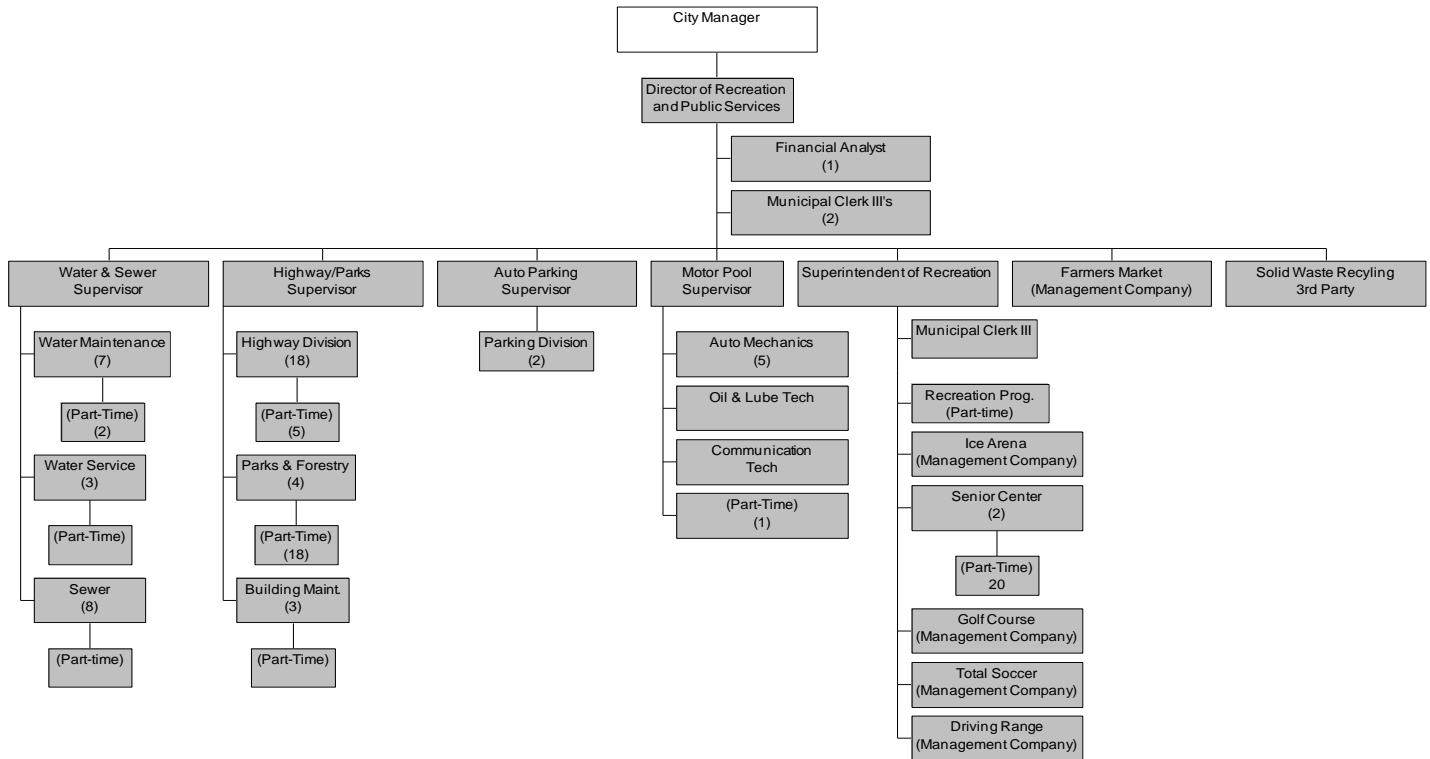 City Manager
Director of Recreation
and Public Services
Financial Analyst
(1)
Municipal Clerk III's
(2)
Water & Sewer
Supervisor
Highway/Parks
Supervisor
Auto Parking
Supervisor
Motor Pool
Supervisor
Superintendent of Recreation
Farmers Market
(Management Company)
Solid Waste Recyling
3rd Party
Water Maintenance
(7)
(Part-Time)
(2)
Water Service
(3)
(Part-Time)
Sewer
(8)
(Part-time)
Highway Division
(18)
(Part-Time)
(5)
Parks & Forestry
(4)
(Part-Time)
(18)
Building Maint.
(3)
(Part-Time)
Parking Division
(2)
Auto Mechanics
(5)
Oil & Lube Tech
Communication
Tech
(Part-Time)
(1)
Municipal Clerk III
Recreation Prog.
(Part-time)
Ice Arena
(Management Company)
Senior Center
(2)
(Part-Time)
20
Golf Course
(Management Company)
Total Soccer
(Management Company)
Driving Range
(Management Company)